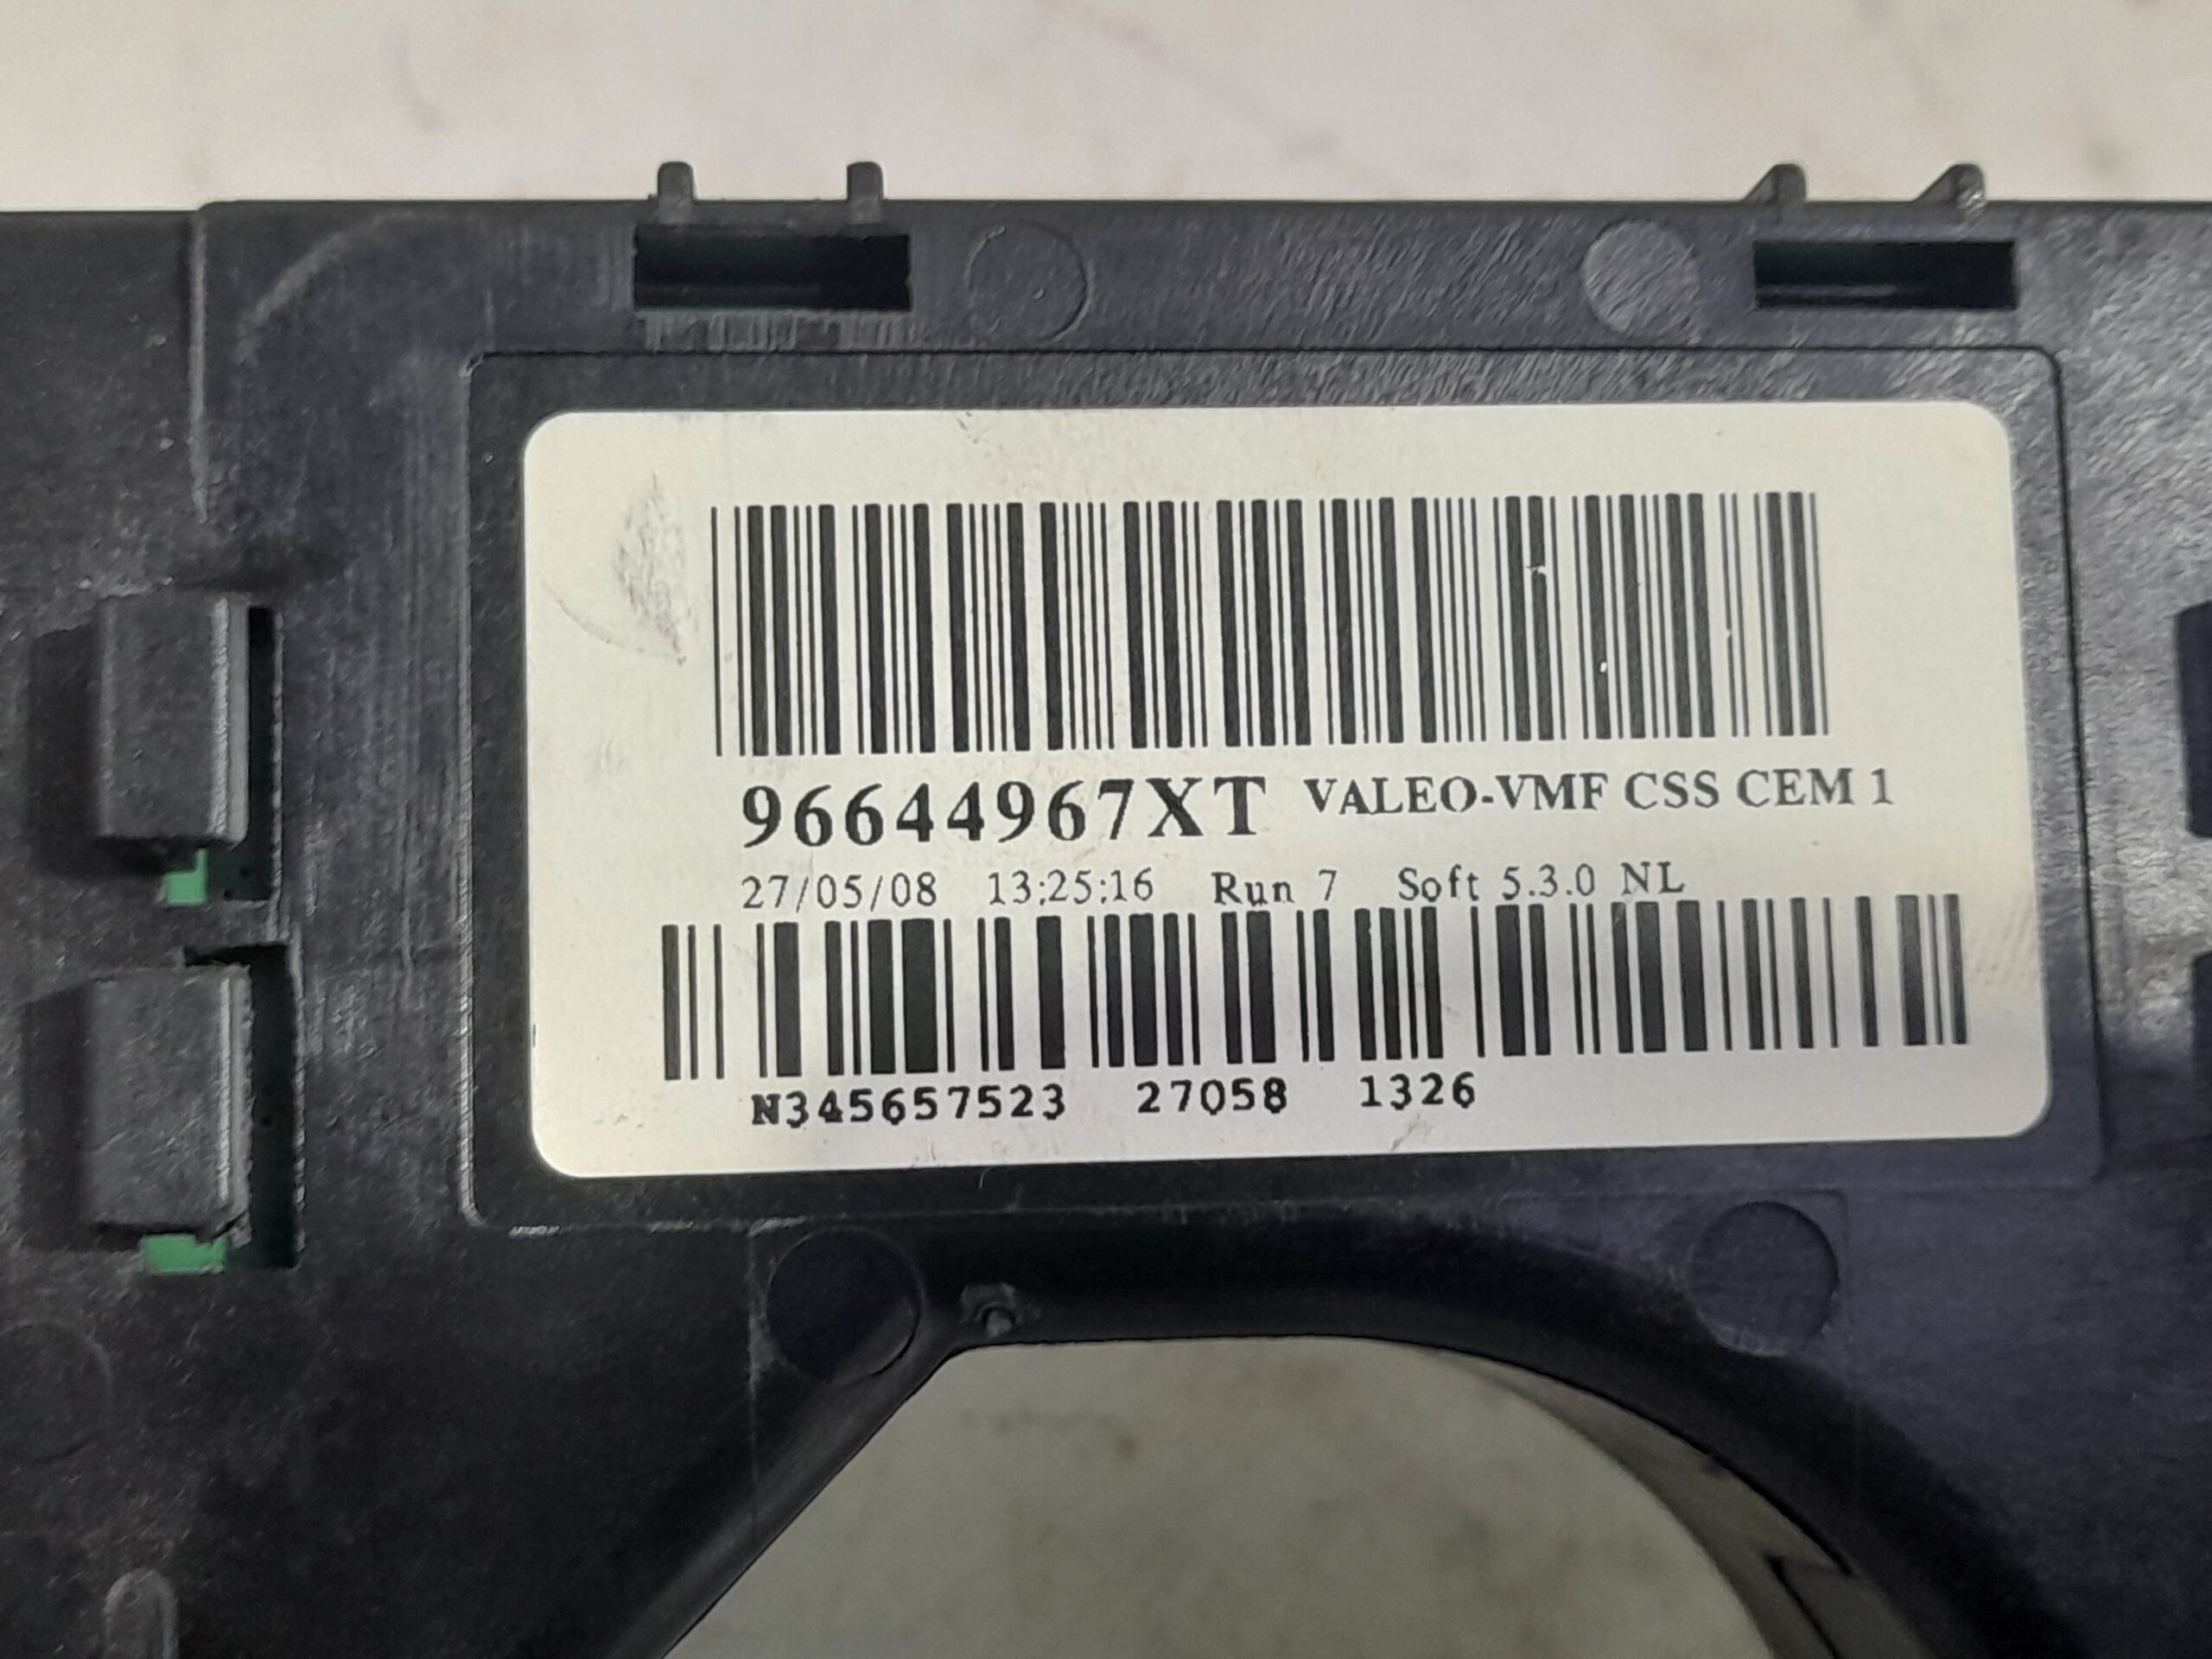 96644967XT VALEO-VMF CSS CEM 1
27/05/08 13:25:16 Run 7 Soft 5.3.0 NL
N345657523 27058 1326